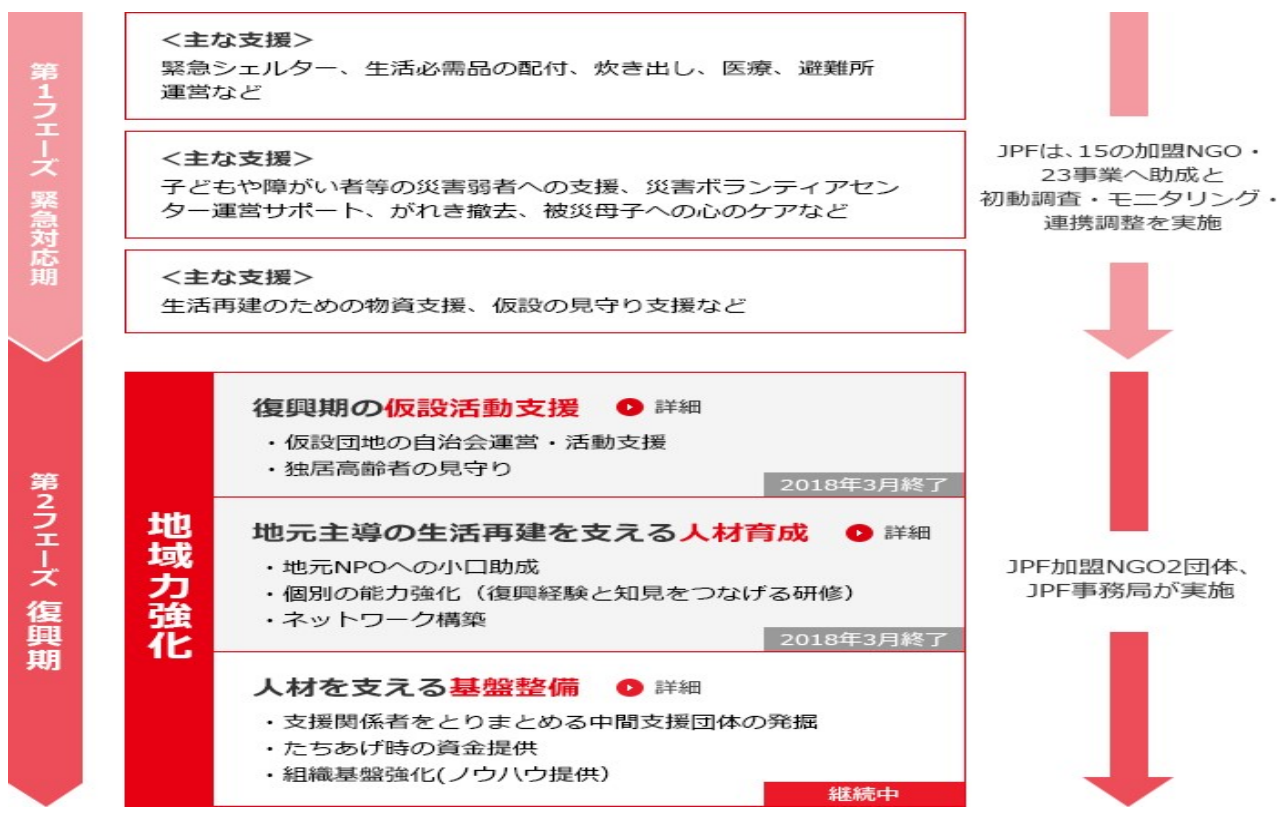 第1フェーズ 緊急対応期
<主な支援>
緊急シェルター、生活必需品の配付、炊き出し、医療、避難所
運営など
<主な支援>
子どもや障がい者等の災害弱者への支援、災害ボランティアセン
ター運営サポート、がれき撤去、被災母子への心のケアなど
<主な支援>
生活再建のための物資支援、仮設の見守り支援など
JPFは、15の加盟NGO・
23事業へ助成と
初動調査・モニタリング・
連携調整を実施
第2フェーズ 復興期
地域力強化
復興期の仮設活動支援 詳細
・仮設団地の自治会運営・活動支援
・独居高齢者の見守り
2018年3月終了
地元主導の生活再建を支える人材育成 詳細
・地元NPOへの小口助成
・個別の能力強化（復興経験と知見をつなげる研修）
・ネットワーク構築
2018年3月終了
人材を支える基盤整備 詳細
・支援関係者をとりまとめる中間支援団体の発掘
・たちあげ時の資金提供
・組織基盤強化(ノウハウ提供）
継続中
JPF加盟NGO2団体、
JPF事務局が実施